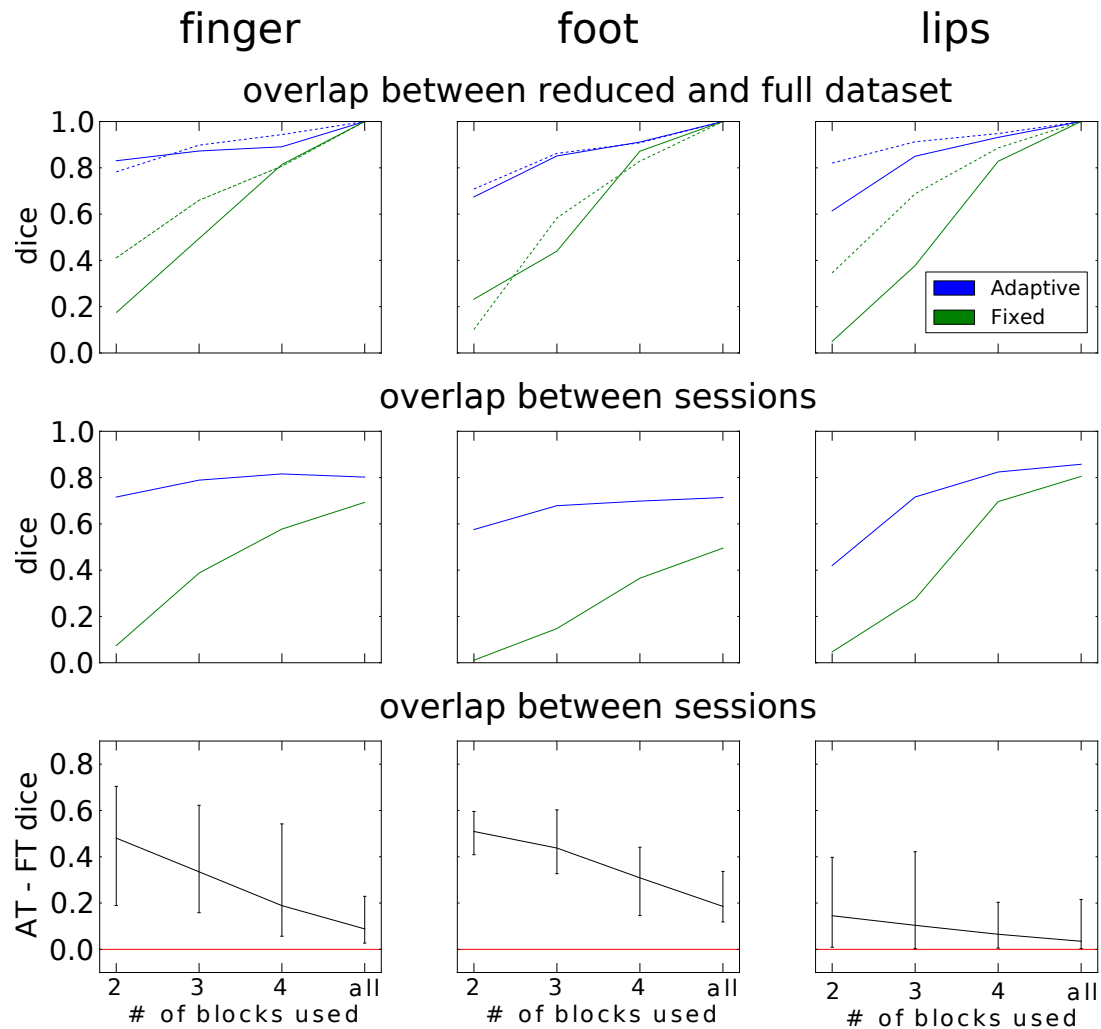 finger foot lips
overlap between reduced and full dataset
1.0
0.8
0.6
0.4
0.2
0.0
dice
Adaptive
Fixed
overlap between sessions
1.0
0.8
0.6
0.4
0.2
0.0
dice
overlap between sessions
0.8
0.6
0.4
0.2
0.0
AT - FT dice
2 3 4 all 2 3 4 all 2 3 4 all
# of blocks used # of blocks used # of blocks used